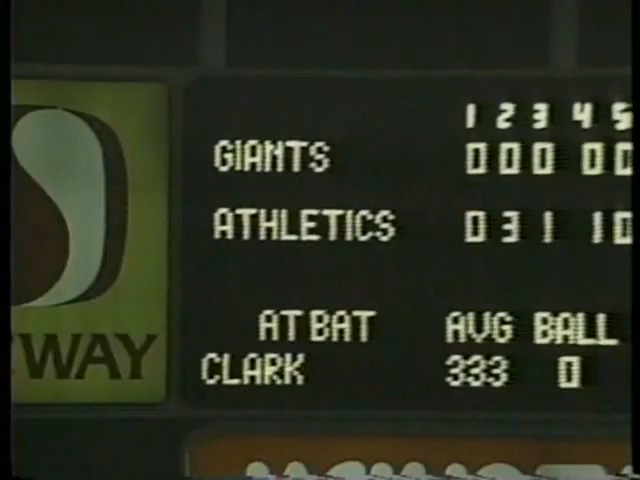 1 2 3 4 5
GIANTS 0 0 0 0 0
ATHLETICS 0 3 1 1 0
AT BAT AVG BALL
CLARK 333 0
WAY